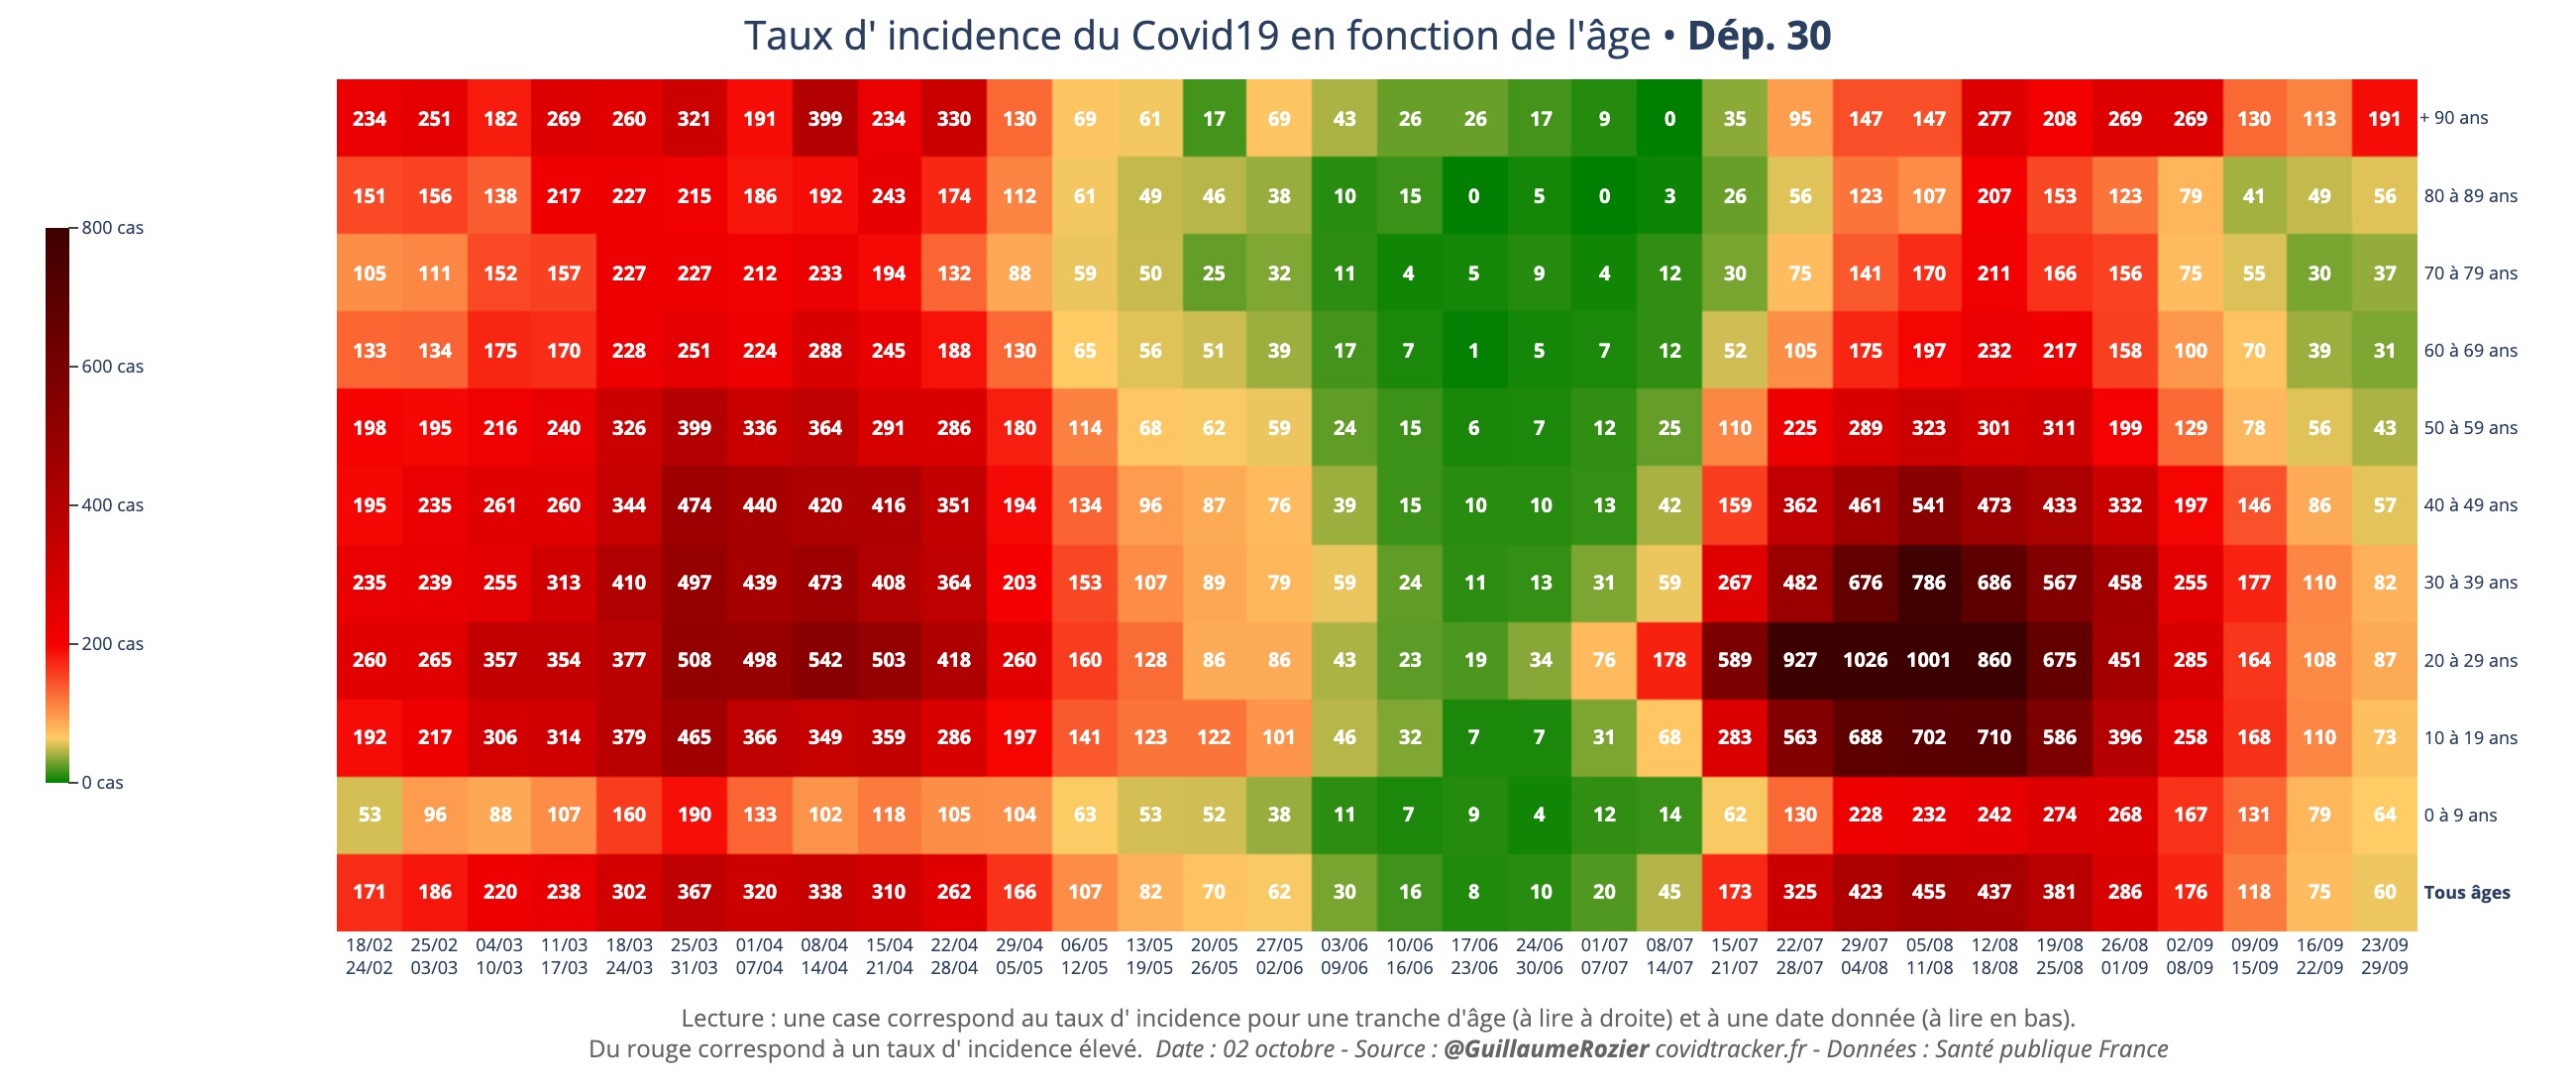 Taux d' incidence du Covid19 en fonction de l'âge • Dép. 30
234 251 182 269 260 321 191 399 234 330 130 69 61 17 69 43 26 26 17 9 0 35 95 147 147 277 208 269 269 130 113 191 + 90 ans
151 156 138 217 227 215 186 192 243 174 112 61 49 46 38 10 15 0 5 0 3 26 56 123 107 207 153 123 79 41 49 56 80 à 89 ans
800 cas
105 111 152 157 227 227 212 233 194 132 88 59 50 25 32 11 4 5 9 4 12 30 75 141 170 211 166 156 75 55 30 37 70 à 79 ans
133 134 175 170 228 251 224 288 245 188 130 65 56 51 39 17 7 1 5 7 12 52 105 175 197 232 217 158 100 70 39 31 60 à 69 ans
600 cas
198 195 216 240 326 399 336 364 291 286 180 114 68 62 59 24 15 6 7 12 25 110 225 289 323 301 311 199 129 78 56 43 50 à 59 ans
400 cas
195 235 261 260 344 474 440 420 416 351 194 134 96 87 76 39 15 10 10 13 42 159 362 461 541 473 433 332 197 146 86 57 40 à 49 ans
235 239 255 313 410 497 439 473 408 364 203 153 107 89 79 59 24 11 13 31 59 267 482 676 786 686 567 458 255 177 110 82 30 à 39 ans
200 cas
260 265 357 354 377 508 498 542 503 418 260 160 128 86 86 43 23 19 34 76 178 589 927 1026 1001 860 675 451 285 164 108 87 20 à 29 ans
192 217 306 314 379 465 366 349 359 286 197 141 123 122 101 46 32 7 7 31 68 283 563 688 702 710 586 396 258 168 110 73 10 à 19 ans
0 cas
53 96 88 107 160 190 133 102 118 105 104 63 53 52 38 11 7 9 4 12 14 62 130 228 232 242 274 268 167 131 79 64 0 à 9 ans
171 186 220 238 302 367 320 338 310 262 166 107 82 70 62 30 16 8 10 20 45 173 325 423 455 437 381 286 176 118 75 60 Tous âges
18/02 25/02 04/03 11/03 18/03 25/03 01/04 08/04 15/04 22/04 29/04 06/05 13/05 20/05 27/05 03/06 10/06 17/06 24/06 01/07 08/07 15/07 22/07 29/07 05/08 12/08 19/08 26/08 02/09 09/09 16/09 23/09
24/02 03/03 10/03 17/03 24/03 31/03 07/04 14/04 21/04 28/04 05/05 12/05 19/05 26/05 02/06 09/06 16/06 23/06 30/06 07/07 14/07 21/07 28/07 04/08 11/08 18/08 25/08 01/09 08/09 15/09 22/09 29/09
Lecture : une case correspond au taux d' incidence pour une tranche d'âge (à lire à droite) et à une date donnée (à lire en bas).
Du rouge correspond à un taux d' incidence élevé. Date : 02 octobre - Source : @GuillaumeRozier covidtracker.fr - Données : Santé publique France